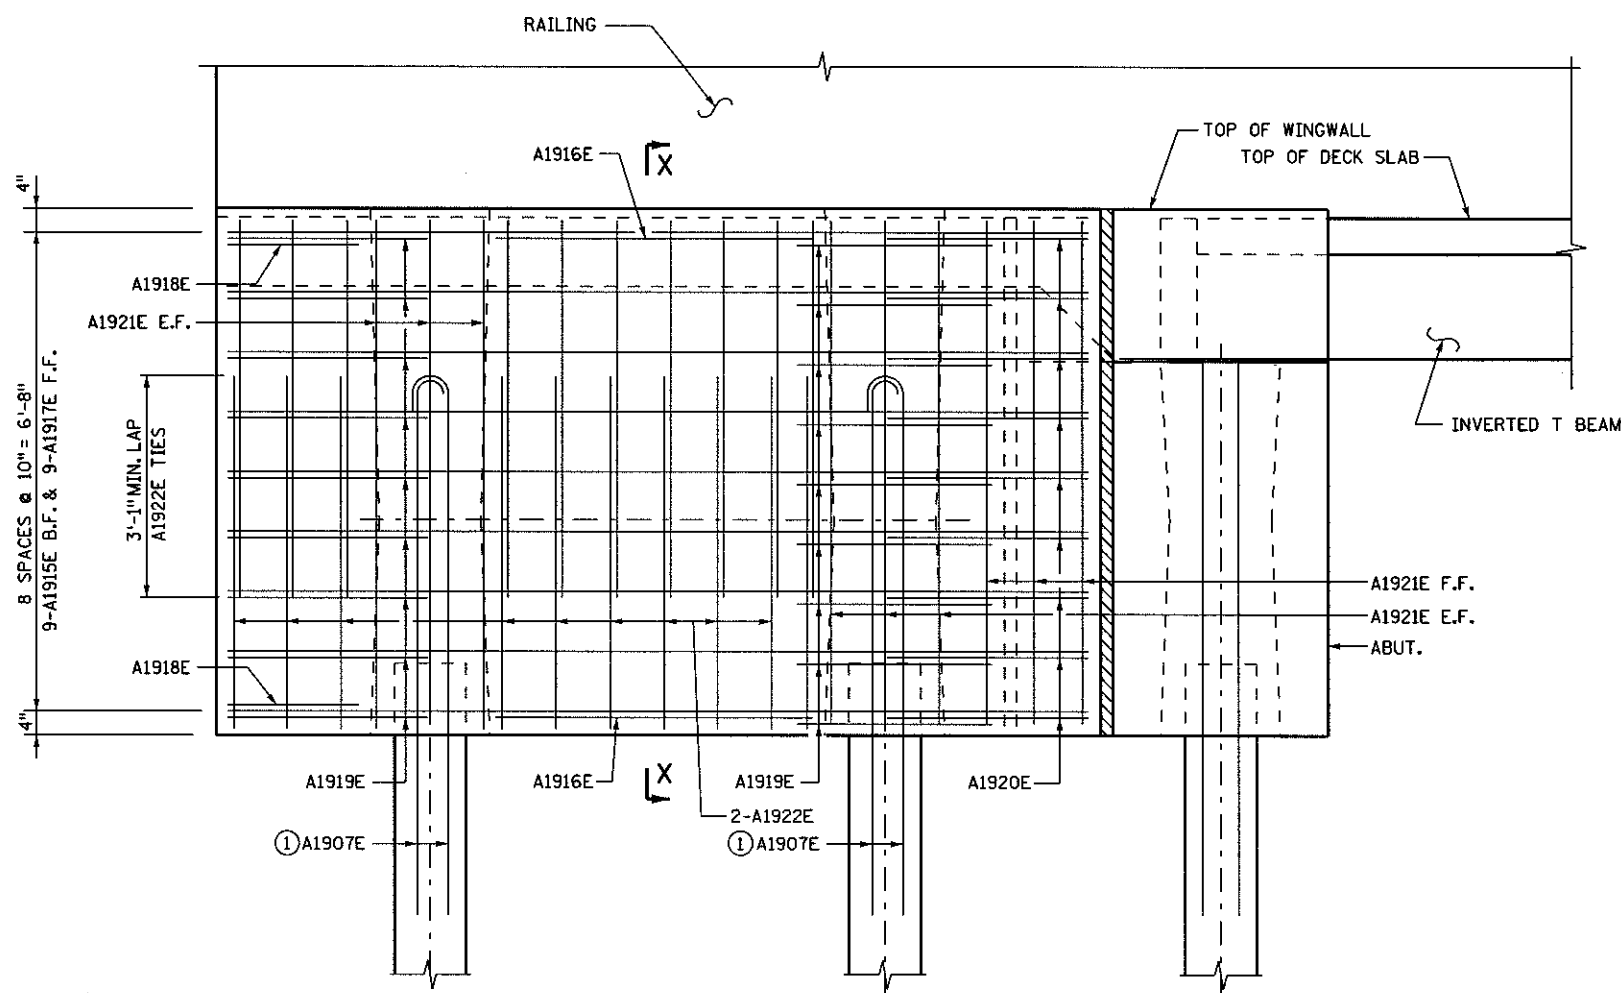 RAILING
TOP OF WINGWALL
TOP OF DECK SLAB
A1916E
X
4"
8 SPACES @ 10" = 6'-8"
9-A1915E B.F. & 9-A1917E F.F.
4"
A1918E
A1921E E.F.
3'-1" MIN. LAP
A1922E TIES
INVERTED T BEAM
A1921E F.F.
A1921E E.F.
ABUT.
A1918E
A1919E
A1916E
X
A1919E
A1920E
2-A1922E
1 A1907E
1 A1907E